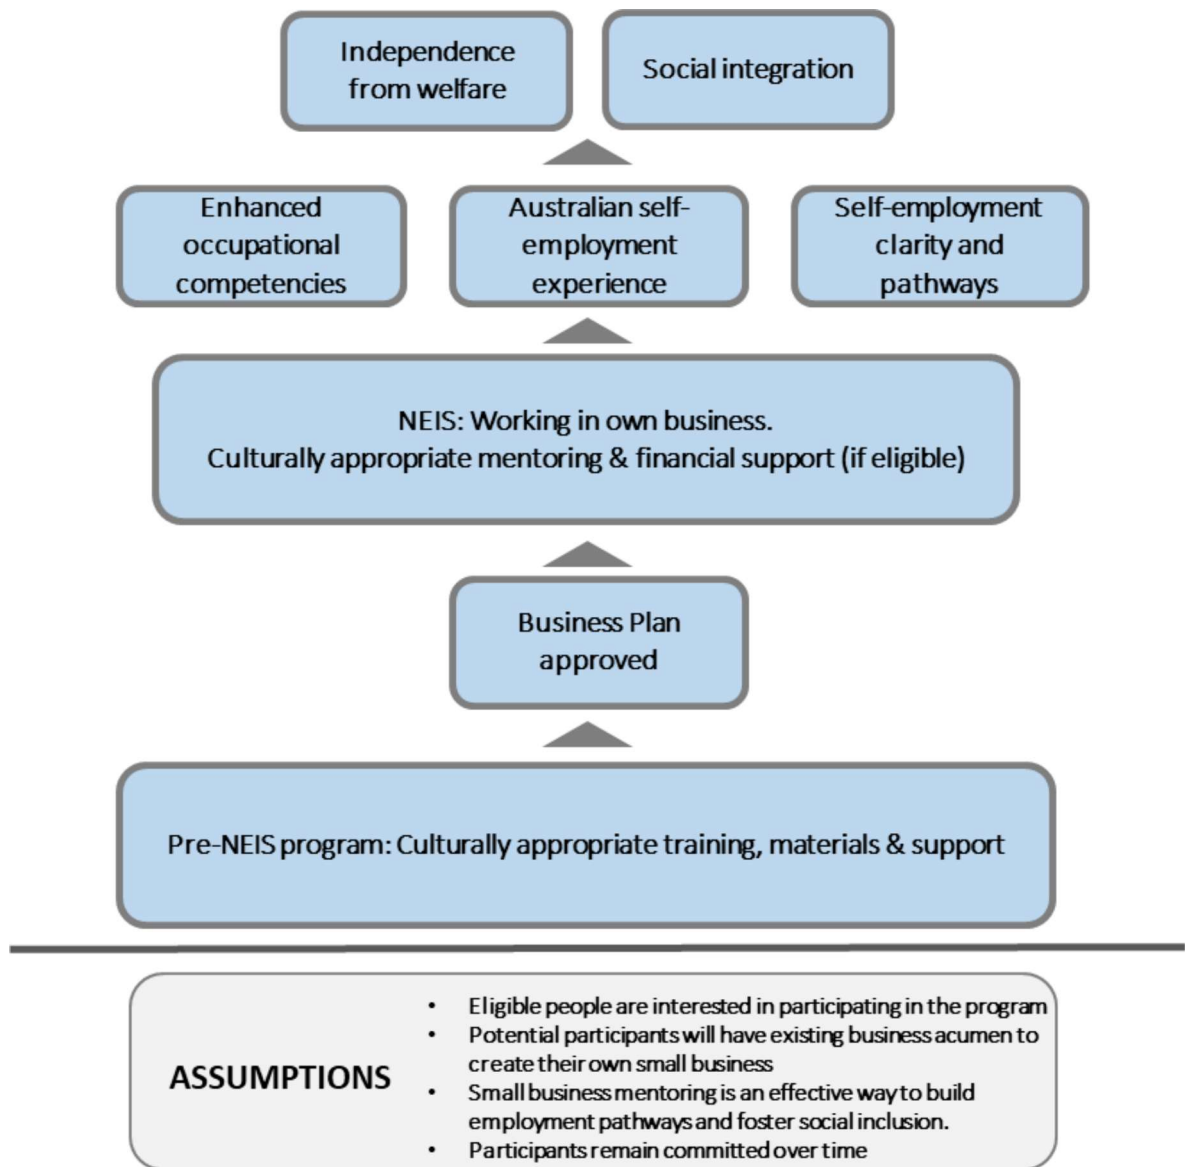 Independence
from welfare
Social integration
Enhanced
occupational
competencies
Australian self-
employment
experience
Self-employment
clarity and
pathways
NEIS: Working in own business.
Culturally appropriate mentoring & financial support (if eligible)
Business Plan
approved
Pre-NEIS program: Culturally appropriate training, materials & support
ASSUMPTIONS
• Eligible people are interested in participating in the program
• Potential participants will have existing business acumen to
create their own small business
• Small business mentoring is an effective way to build
employment pathways and foster social inclusion.
• Participants remain committed over time